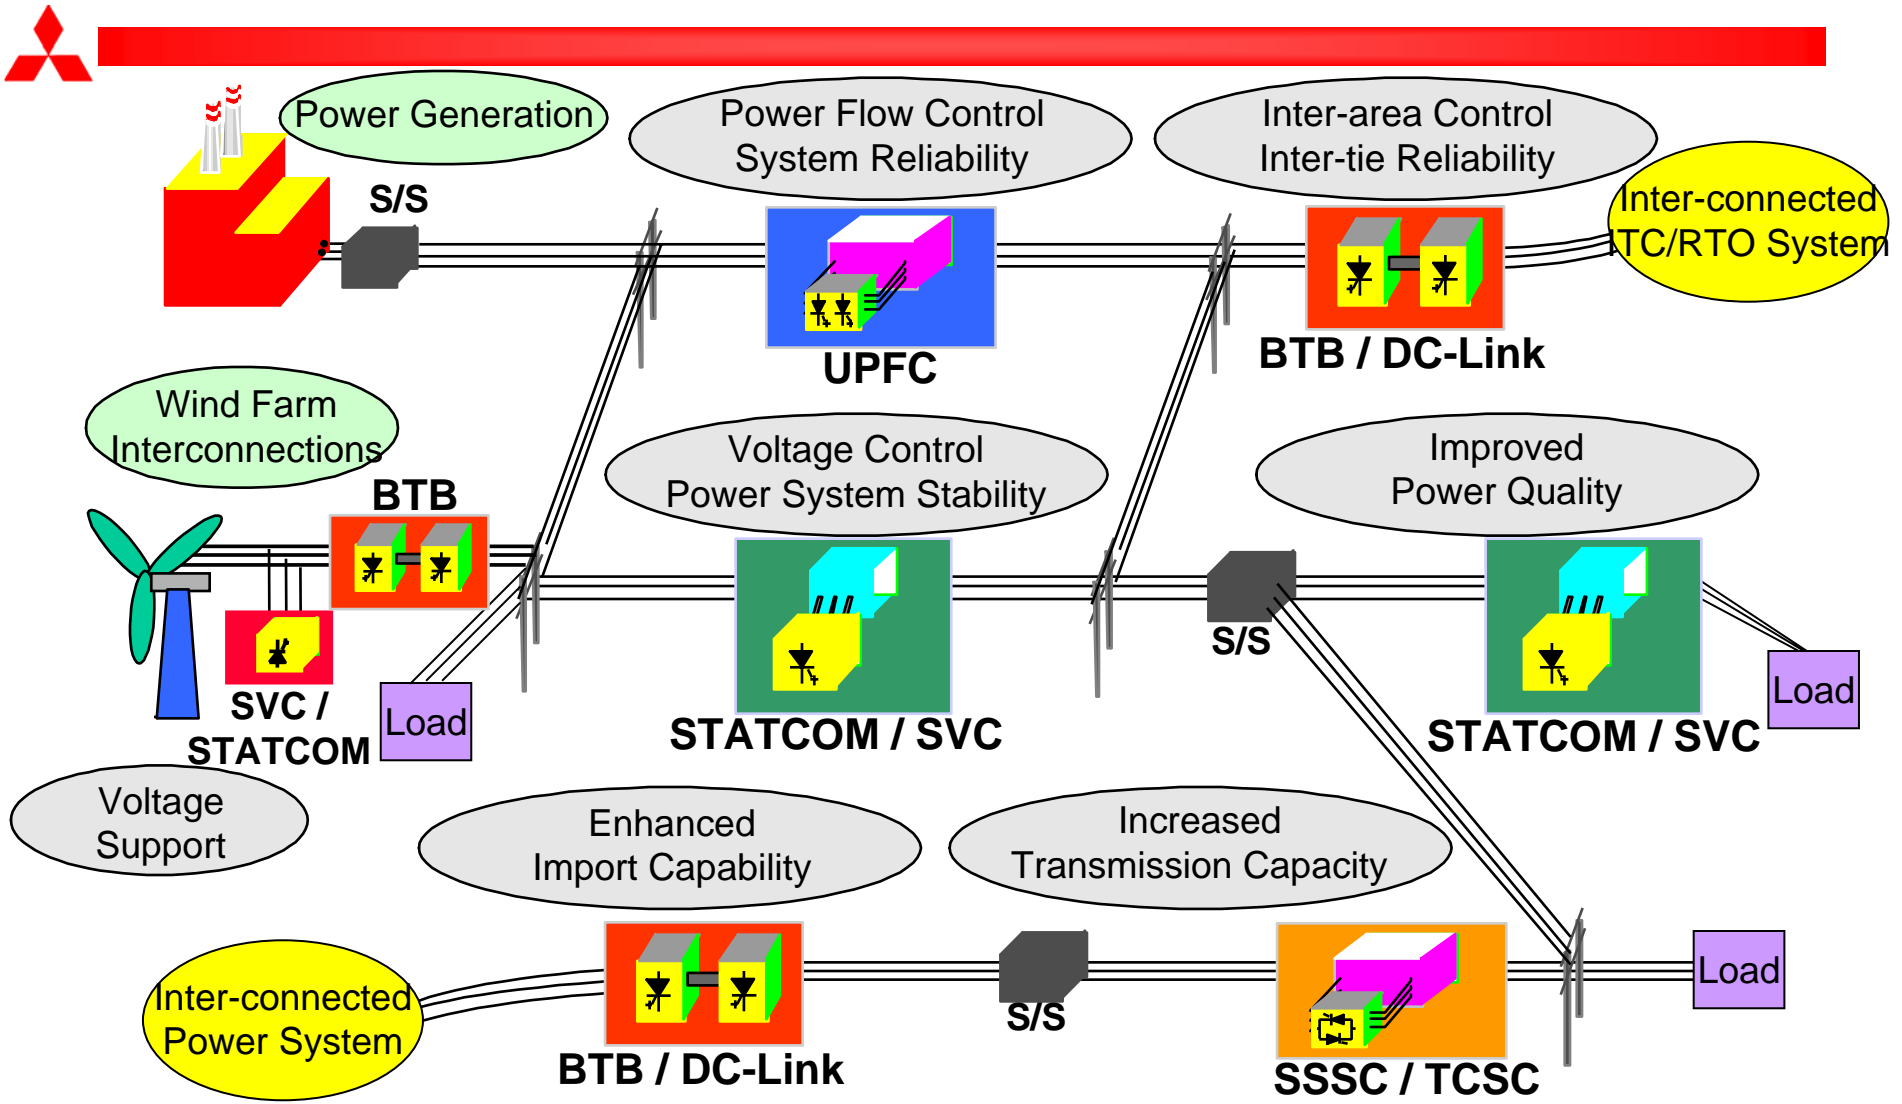 Power Generation
Power Flow Control
System Reliability
Inter-area Control
Inter-tie Reliability
Inter-connected
ITC/RTO System
S/S
UPFC
BTB / DC-Link
Wind Farm
Interconnections
BTB
Voltage Control
Power System Stability
Improved
Power Quality
S/S
SVC /
STATCOM
Load
STATCOM / SVC
STATCOM / SVC
Load
Voltage
Support
Enhanced
Import Capability
Increased
Transmission Capacity
Inter-connected
Power System
BTB / DC-Link
S/S
SSSC / TCSC
Load